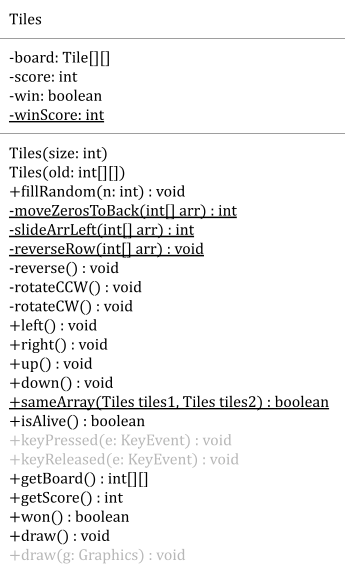 Tiles
-board: Tile[][]
-score: int
-win: boolean
-winScore: int
Tiles(size: int)
Tiles(old: int[][])
+fillRandom(n: int) : void
-moveZerosToBack(int[] arr) : int
-slideArrLeft(int[] arr) : int
-reverseRow(int[] arr) : void
-reverse() : void
-rotateCCW() : void
-rotateCW() : void
+left() : void
+right() : void
+up() : void
+down() : void
+sameArray(Tiles tiles1, Tiles tiles2) : boolean
+isAlive() : boolean
+keyPressed(e: KeyEvent) : void
+keyReleased(e: KeyEvent) : void
+getBoard() : int[][]
+getScore() : int
+won() : boolean
+draw() : void
+draw(g: Graphics) : void